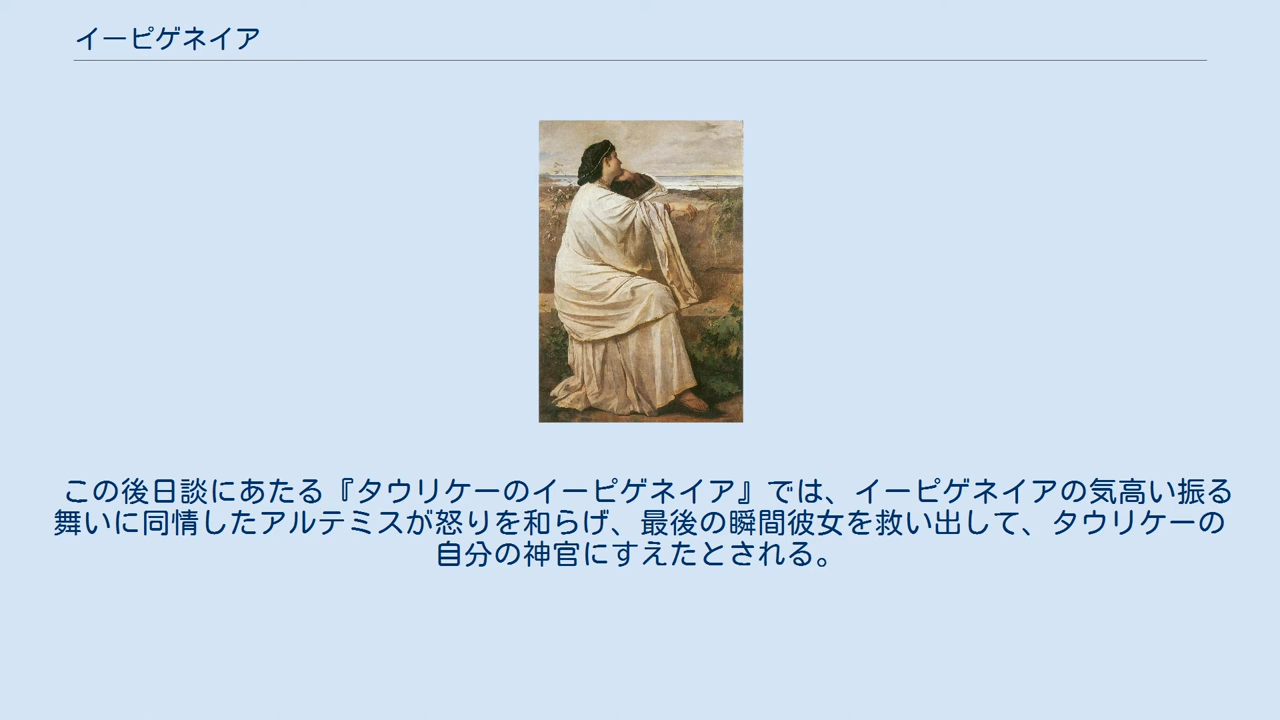 イーピゲネイア
この後日談にあたる『タウリケーのイーピゲネイア』では、イーピゲネイアの気高い振る
舞いに同情したアルテミスが怒りを和らげ、最後の瞬間彼女を救い出して、タウリケーの
自分の神官にすえたとされる。